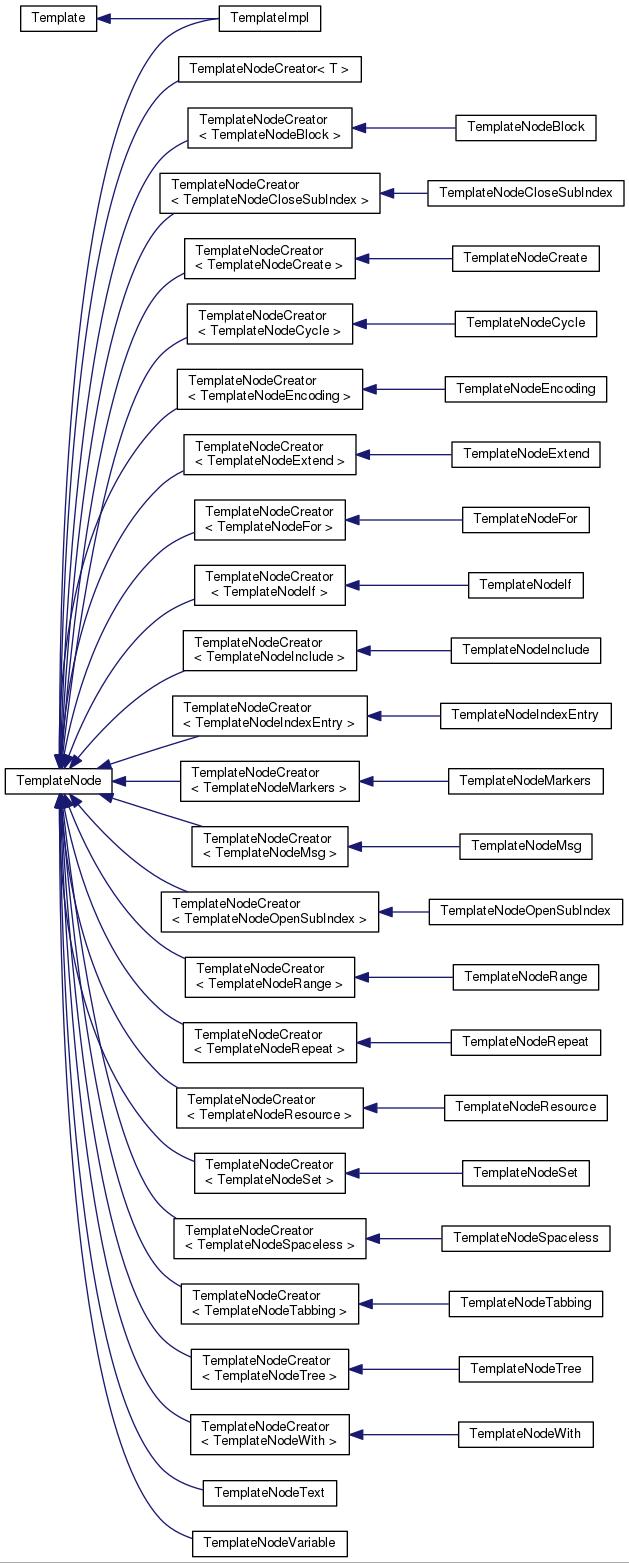 Template
TemplateImpl
TemplateNodeCreator< T >
TemplateNodeCreator
< TemplateNodeBlock >
TemplateNodeBlock
TemplateNodeCreator
< TemplateNodeCloseSubIndex >
TemplateNodeCloseSubIndex
TemplateNodeCreator
< TemplateNodeCreate >
TemplateNodeCreate
TemplateNodeCreator
< TemplateNodeCycle >
TemplateNodeCycle
TemplateNodeCreator
< TemplateNodeEncoding >
TemplateNodeEncoding
TemplateNodeCreator
< TemplateNodeExtend >
TemplateNodeExtend
TemplateNodeCreator
< TemplateNodeFor >
TemplateNodeFor
TemplateNodeCreator
< TemplateNodeIf >
TemplateNodeIf
TemplateNodeCreator
< TemplateNodeInclude >
TemplateNodeInclude
TemplateNodeCreator
< TemplateNodeIndexEntry >
TemplateNodeIndexEntry
TemplateNode
TemplateNodeCreator
< TemplateNodeMarkers >
TemplateNodeMarkers
TemplateNodeCreator
< TemplateNodeMsg >
TemplateNodeMsg
TemplateNodeCreator
< TemplateNodeOpenSubIndex >
TemplateNodeOpenSubIndex
TemplateNodeCreator
< TemplateNodeRange >
TemplateNodeRange
TemplateNodeCreator
< TemplateNodeRepeat >
TemplateNodeRepeat
TemplateNodeCreator
< TemplateNodeResource >
TemplateNodeResource
TemplateNodeCreator
< TemplateNodeSet >
TemplateNodeSet
TemplateNodeCreator
< TemplateNodeSpaceless >
TemplateNodeSpaceless
TemplateNodeCreator
< TemplateNodeTabbing >
TemplateNodeTabbing
TemplateNodeCreator
< TemplateNodeTree >
TemplateNodeTree
TemplateNodeCreator
< TemplateNodeWith >
TemplateNodeWith
TemplateNodeText
TemplateNodeVariable